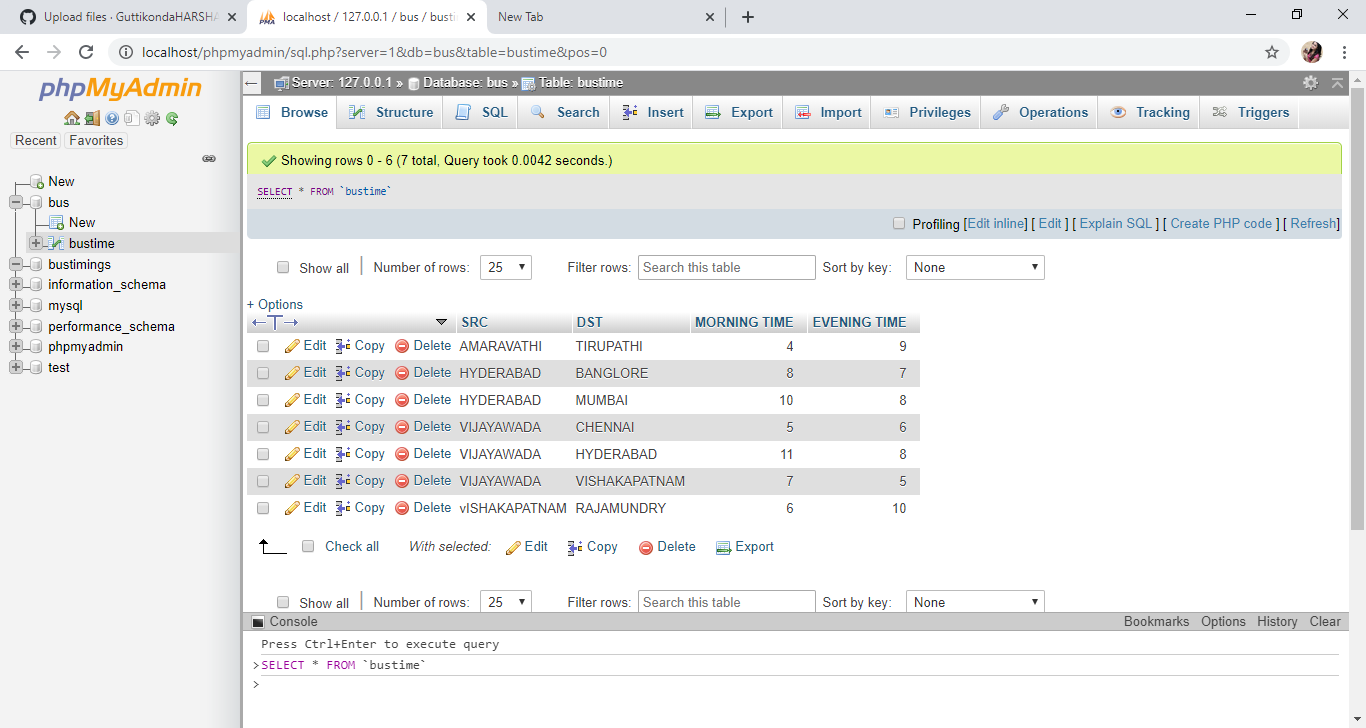 Upload files · GuttikondaHARSHA
localhost / 127.0.0.1 / bus / busti
New Tab
localhost/phpmyadmin/sql.php?server=1&db=bus&table=bustime&pos=0
phpMyAdmin
Recent Favorites
New
bus
New
bustime
bustimings
information_schema
mysql
performance_schema
phpmyadmin
test
Server: 127.0.0.1 » Database: bus » Table: bustime
Browse Structure SQL Search Insert Export Import Privileges Operations Tracking Triggers
Showing rows 0 - 6 (7 total, Query took 0.0042 seconds.)
SELECT * FROM `bustime`
Profiling [Edit inline] [ Edit ] [ Explain SQL ] [ Create PHP code ] [ Refresh]
Show all | Number of rows: 25 Filter rows: Search this table Sort by key: None
+ Options
←T→ SRC DST MORNING TIME EVENING TIME
Edit Copy Delete AMARAVATHI TIRUPATHI 4 9
Edit Copy Delete HYDERABAD BANGLORE 8 7
Edit Copy Delete HYDERABAD MUMBAI 10 8
Edit Copy Delete VIJAYAWADA CHENNAI 5 6
Edit Copy Delete VIJAYAWADA HYDERABAD 11 8
Edit Copy Delete VIJAYAWADA VISHAKAPATNAM 7 5
Edit Copy Delete vISHAKAPATNAM RAJAMUNDRY 6 10
Check all With selected: Edit Copy Delete Export
Show all | Number of rows: 25 Filter rows: Search this table Sort by key: None
Console Bookmarks Options History Clear
Press Ctrl+Enter to execute query
>SELECT * FROM `bustime`
>